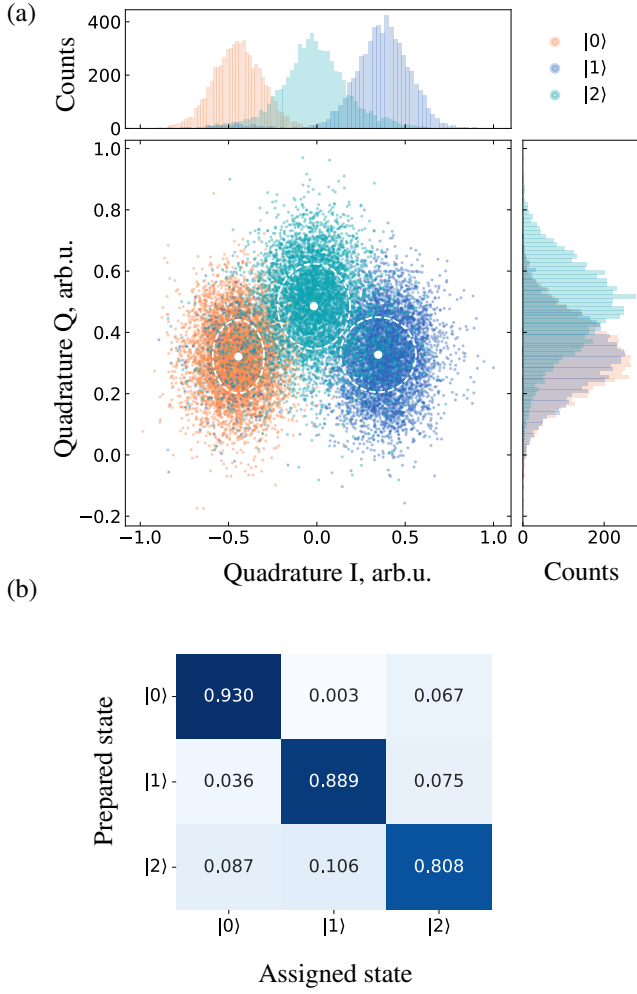 (a)
Counts
400
200
0
|0⟩
|1⟩
|2⟩
Quadrature Q, arb.u.
1.0
0.8
0.6
0.4
0.2
0.0
−0.2
−1.0 −0.5 0.0 0.5 1.0
Quadrature I, arb.u.
0 200
Counts
(b)
Prepared state
|0⟩ 0.930 0.003 0.067
|1⟩ 0.036 0.889 0.075
|2⟩ 0.087 0.106 0.808
|0⟩ |1⟩ |2⟩
Assigned state